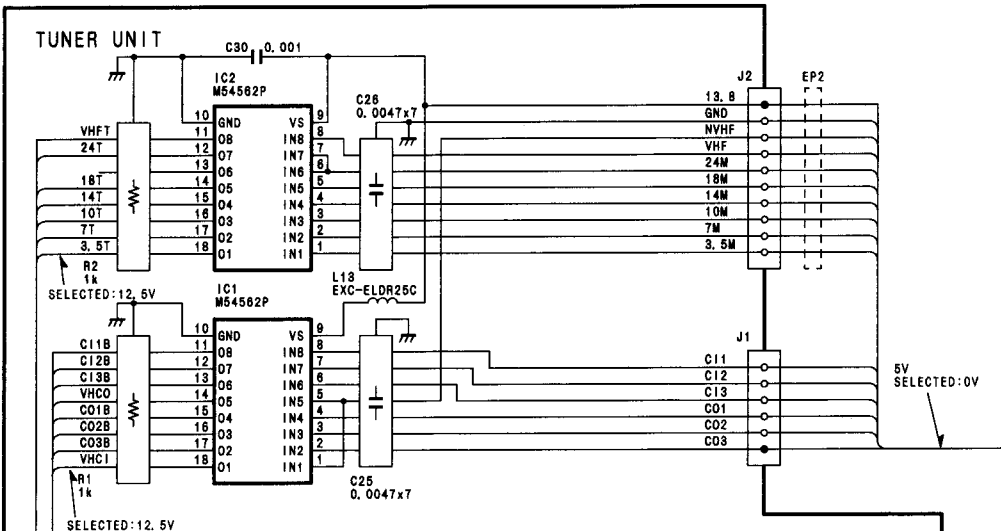 TUNER UNIT
C30 0.001
IC2
M54562P
C26
0.0047x7
J2
EP2
10 GND VS 9
VHFT 11 O8 IN8 8
24T 12 O7 IN7 7
13 O6 IN6 6
18T 14 O5 IN5 5
14T 15 O4 IN4 4
10T 16 O3 IN3 3
7T 17 O2 IN2 2
3.5T 18 O1 IN1 1
13.8
GND
NVHF
VHF
24M
18M
14M
10M
7M
3.5M
R2
1k
SELECTED:12.5V
L13
EXC-ELDR25C
IC1
M54562P
10 GND VS 9
CI1B 11 O8 IN8 8
CI2B 12 O7 IN7 7
CI3B 13 O6 IN6 6
VHCO 14 O5 IN5 5
CO1B 15 O4 IN4 4
CO2B 16 O3 IN3 3
CO3B 17 O2 IN2 2
VHCI 18 O1 IN1 1
J1
CI1
CI2
CI3
CO1
CO2
CO3
5V
SELECTED:0V
R1
1k
C25
0.0047x7
SELECTED:12.5V